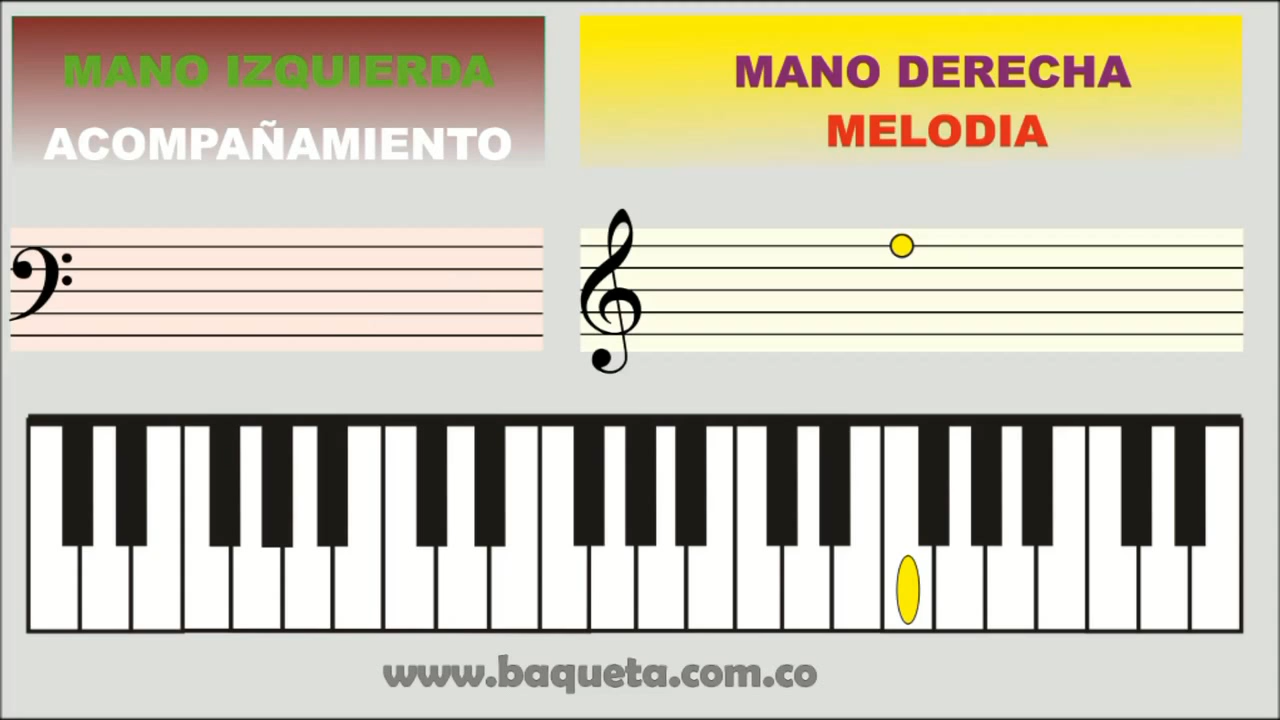 MANO IZQUIERDA
ACOMPAÑAMIENTO
MANO DERECHA
MELODIA
www.baqueta.com.co